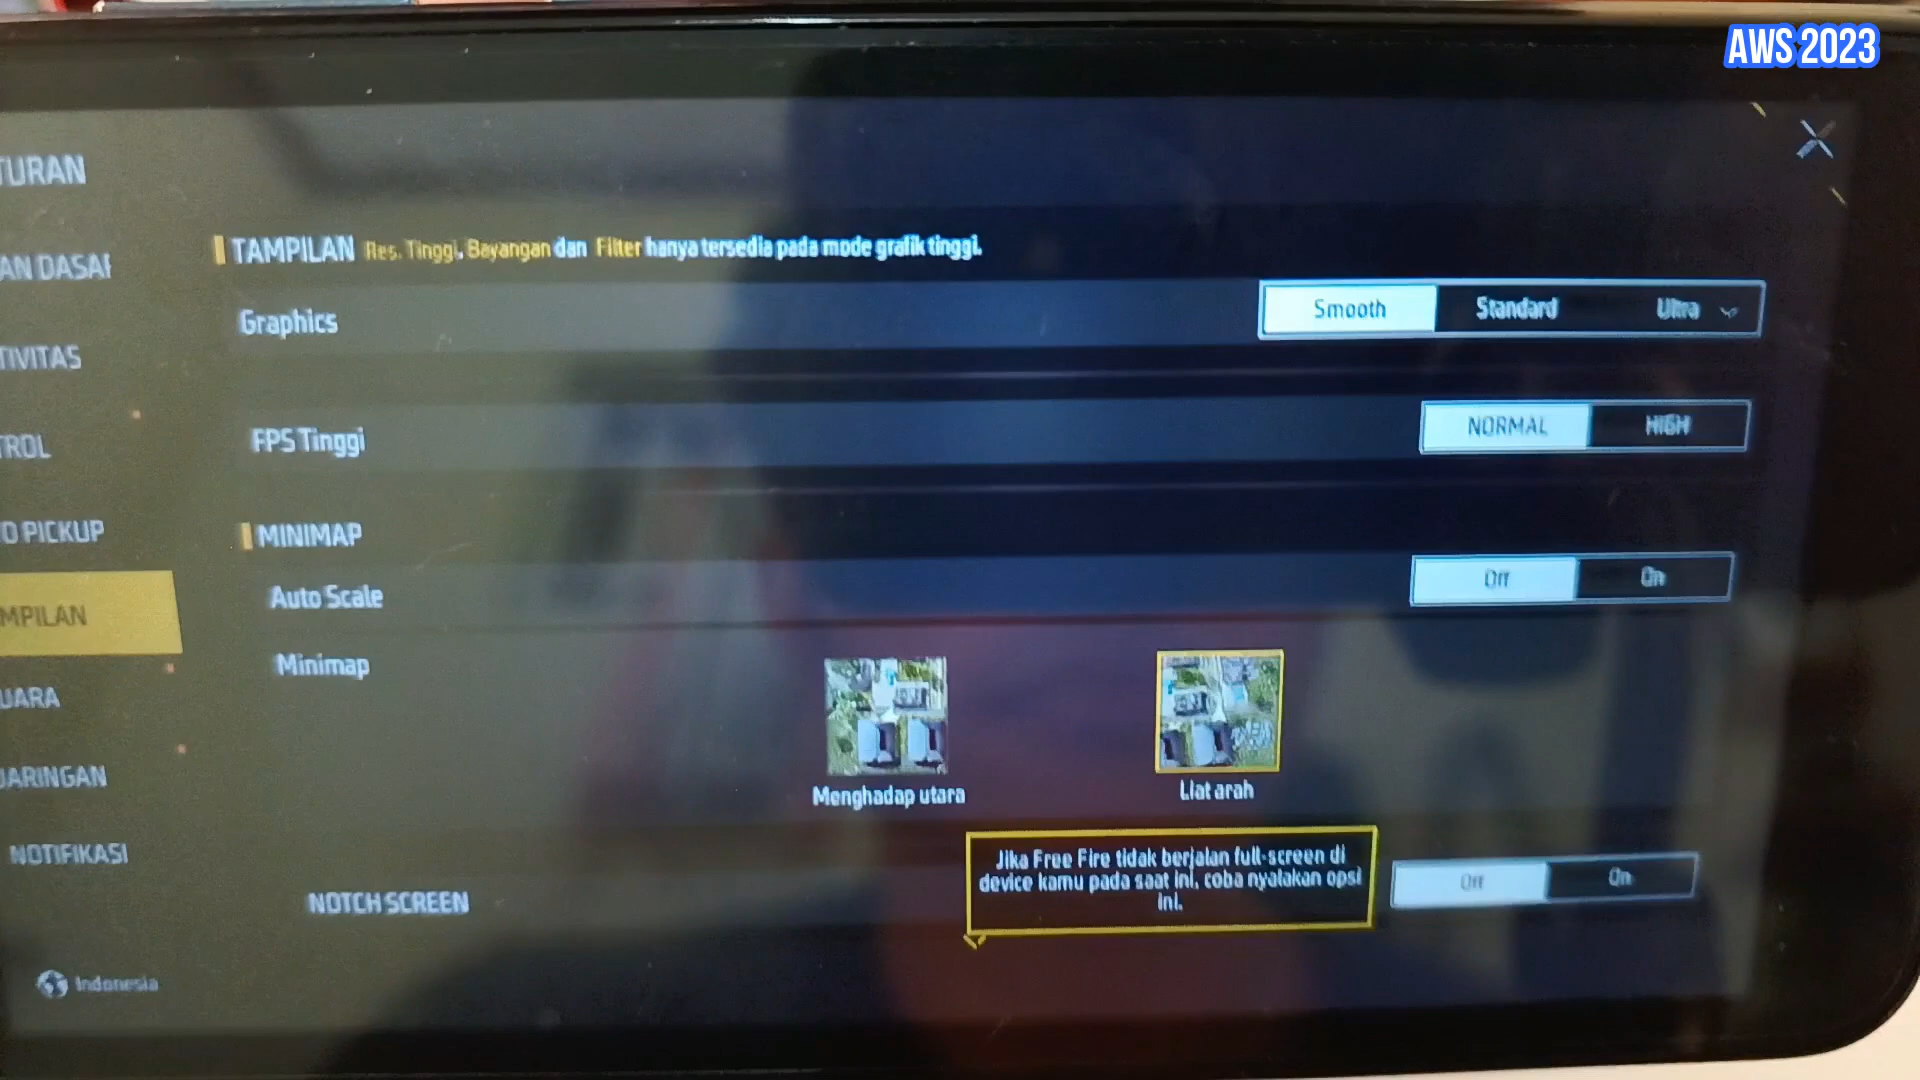 AWS 2023
TURAN
AN DASAR
TIVITAS
TROL
O PICKUP
MPILAN
UARA
JARINGAN
NOTIFIKASI
Indonesia
TAMPILAN Res. Tinggi, Bayangan dan Filter hanya tersedia pada mode grafik tinggi.
Graphics
Smooth Standard Ultra
FPS Tinggi
NORMAL HIGH
MINIMAP
Auto Scale
Off On
Minimap
Menghadap utara
Liat arah
NOTCH SCREEN
Jika Free Fire tidak berjalan full-screen di
device kamu pada saat ini, coba nyalakan opsi
ini.
Off On